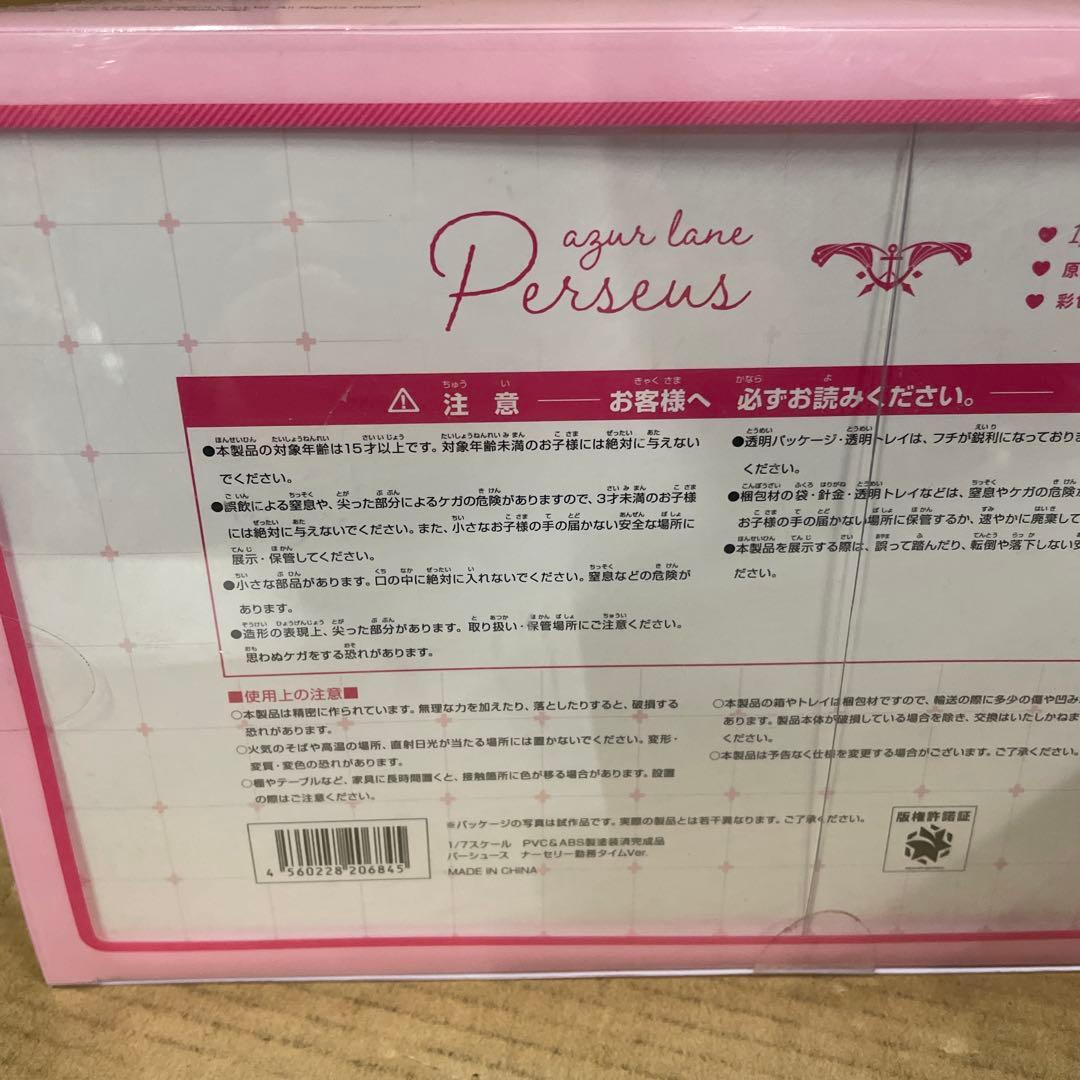 All Rights Reserved
azur lane
Perseus
1
原
彩
注意 お客様へ 必ずお読みください。
●本製品の対象年齢は15才以上です。対象年齢未満のお子様には絶対に与えない
でください。
●誤飲による窒息や、尖った部分によるケガの危険がありますので、3才未満のお子様
には絶対に与えないでください。また、小さなお子様の手の届かない安全な場所に
展示・保管してください。
●小さな部品があります。口の中に絶対に入れないでください。窒息などの危険が
あります。
●造形の表現上、尖った部分があります。取り扱い・保管場所にご注意ください。
思わぬケガをする恐れがあります。
●透明パッケージ・透明トレイは、フチが鋭利になっておりま
ください。
●梱包材の袋・針金・透明トレイなどは、窒息やケガの危険が
お子様の手の届かない場所に保管するか、速やかに廃棄して
●本製品を展示する際は、誤って踏んだり、転倒や落下しない安
ださい。
■使用上の注意■
○本製品は精密に作られています。無理な力を加えたり、落としたりすると、破損する
恐れがあります。
○火気のそばや高温の場所、直射日光が当たる場所には置かないでください。変形・
変質・変色の恐れがあります。
○棚やテーブルなど、家具に長時間置くと、接触箇所に色が移る場合があります。設置
の際はご注意ください。
○本製品の箱やトレイは梱包材ですので、輸送の際に多少の傷や凹み
あります。製品本体が破損している場合を除き、交換はいたしかねま
ください。
○本製品は予告なく仕様を変更する場合がございます。ご了承ください。
※パッケージの写真は試作品です。実際の製品とは若干異なります。ご了承ください。
1/7スケール PVC&ABS製塗装済完成品
パーシュース ナーセリー勤務タイムVer.
MADE IN CHINA
4 560228 206845
版権許諾証